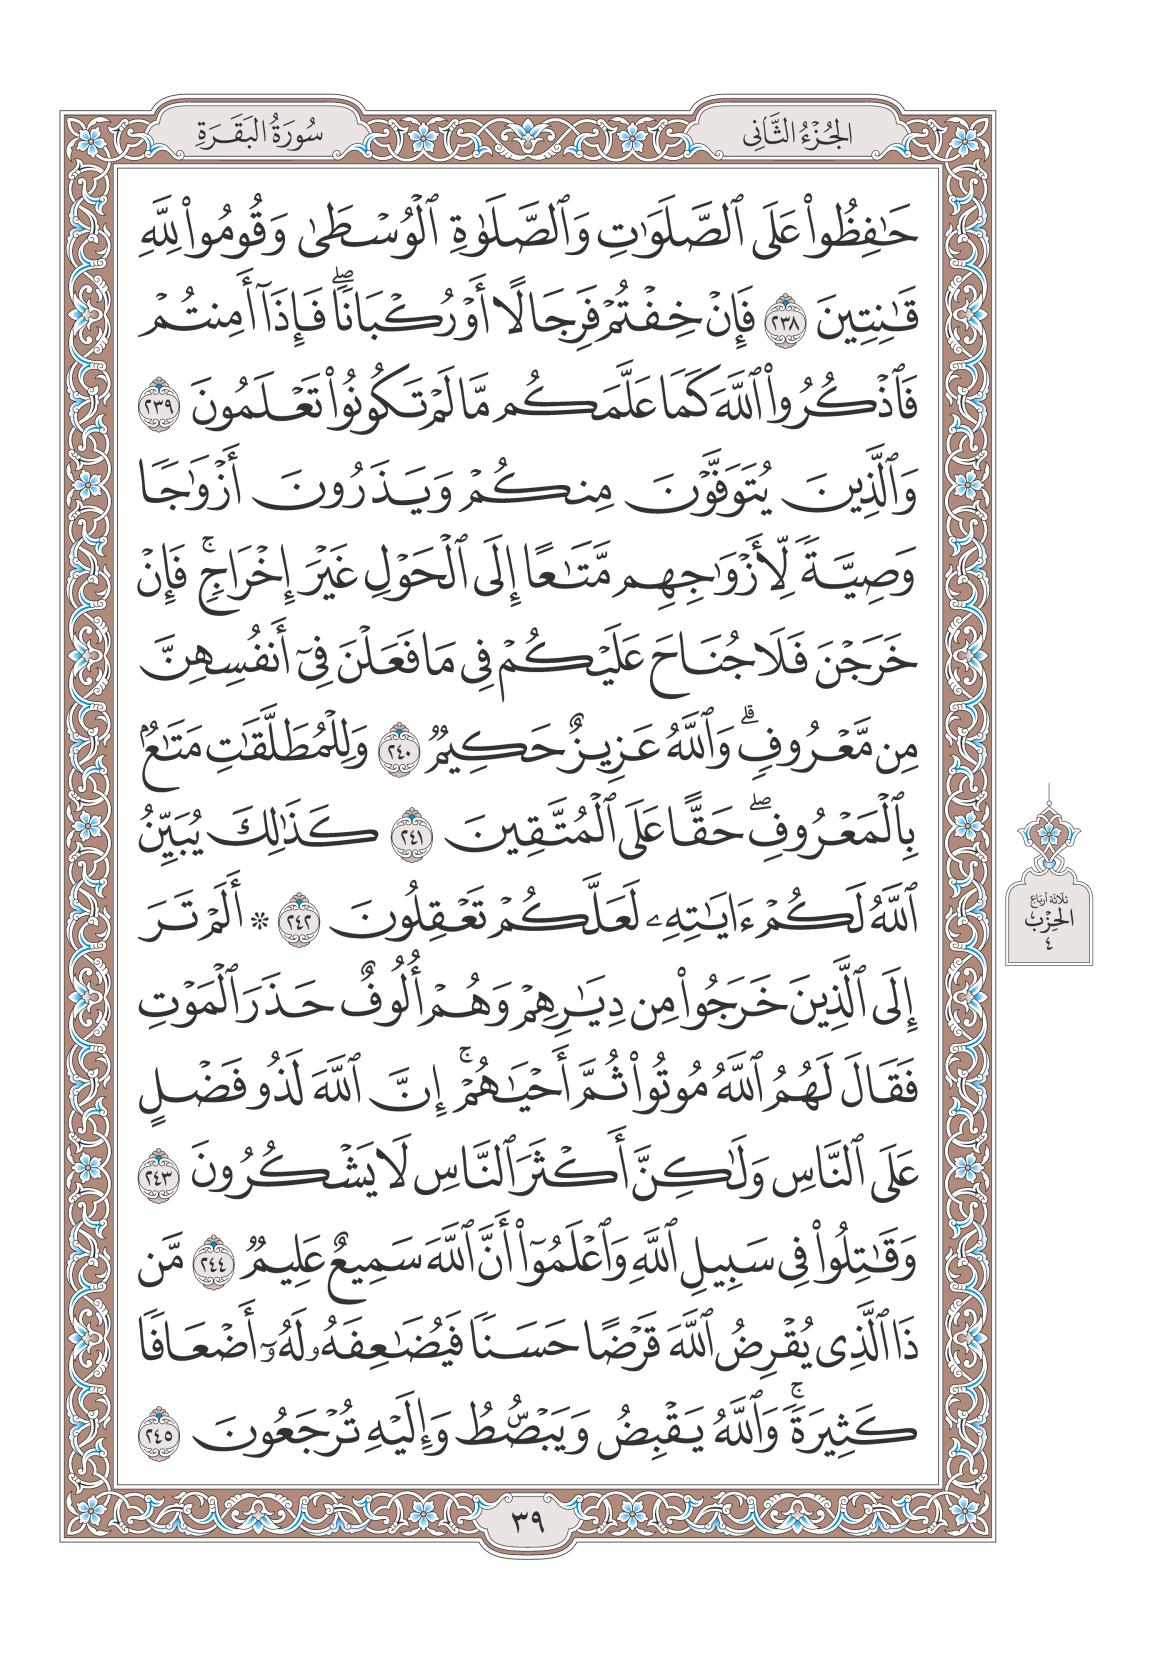 الجُزْءُ الثَّانِي
سُورَةُ البَقَرَةِ
حَٰفِظُواْ عَلَى ٱلصَّلَوَٰتِ وَٱلصَّلَوٰةِ ٱلْوُسْطَىٰ وَقُومُواْ لِلَّهِ
قَٰنِتِينَ ٢٣٨ فَإِنْ خِفْتُمْ فَرِجَالًا أَوْ رُكْبَانًاۖ فَإِذَآ أَمِنتُمْ
فَٱذْكُرُواْ ٱللَّهَ كَمَا عَلَّمَكُم مَّا لَمْ تَكُونُواْ تَعْلَمُونَ ٢٣٩
وَٱلَّذِينَ يُتَوَفَّوْنَ مِنكُمْ وَيَذَرُونَ أَزْوَٰجًا
وَصِيَّةً لِّأَزْوَٰجِهِم مَّتَٰعًا إِلَى ٱلْحَوْلِ غَيْرَ إِخْرَاجٍۚ فَإِنْ
خَرَجْنَ فَلَا جُنَاحَ عَلَيْكُمْ فِي مَا فَعَلْنَ فِيٓ أَنفُسِهِنَّ
مِن مَّعْرُوفٍۗ وَٱللَّهُ عَزِيزٌ حَكِيمٌ ٢٤٠ وَلِلْمُطَلَّقَٰتِ مَتَٰعٌۢ
بِٱلْمَعْرُوفِۖ حَقًّا عَلَى ٱلْمُتَّقِينَ ٢٤١ كَذَٰلِكَ يُبَيِّنُ
ٱللَّهُ لَكُمْ ءَايَٰتِهِۦ لَعَلَّكُمْ تَعْقِلُونَ ٢٤٢ ۞ أَلَمْ تَرَ
إِلَى ٱلَّذِينَ خَرَجُواْ مِن دِيَٰرِهِمْ وَهُمْ أُلُوفٌ حَذَرَ ٱلْمَوْتِ
فَقَالَ لَهُمُ ٱللَّهُ مُوتُواْ ثُمَّ أَحْيَٰهُمْۚ إِنَّ ٱللَّهَ لَذُو فَضْلٍ
عَلَى ٱلنَّاسِ وَلَٰكِنَّ أَكْثَرَ ٱلنَّاسِ لَا يَشْكُرُونَ ٢٤٣
وَقَٰتِلُواْ فِي سَبِيلِ ٱللَّهِ وَٱعْلَمُوٓاْ أَنَّ ٱللَّهَ سَمِيعٌ عَلِيمٌ ٢٤٤ مَّن
ذَا ٱلَّذِي يُقْرِضُ ٱللَّهَ قَرْضًا حَسَنًا فَيُضَٰعِفَهُۥ لَهُۥٓ أَضْعَافًا
كَثِيرَةًۚ وَٱللَّهُ يَقْبِضُ وَيَبْصُۜطُ وَإِلَيْهِ تُرْجَعُونَ ٢٤٥
ثلاثة أرباع
الحِزْب
٤
٣٩